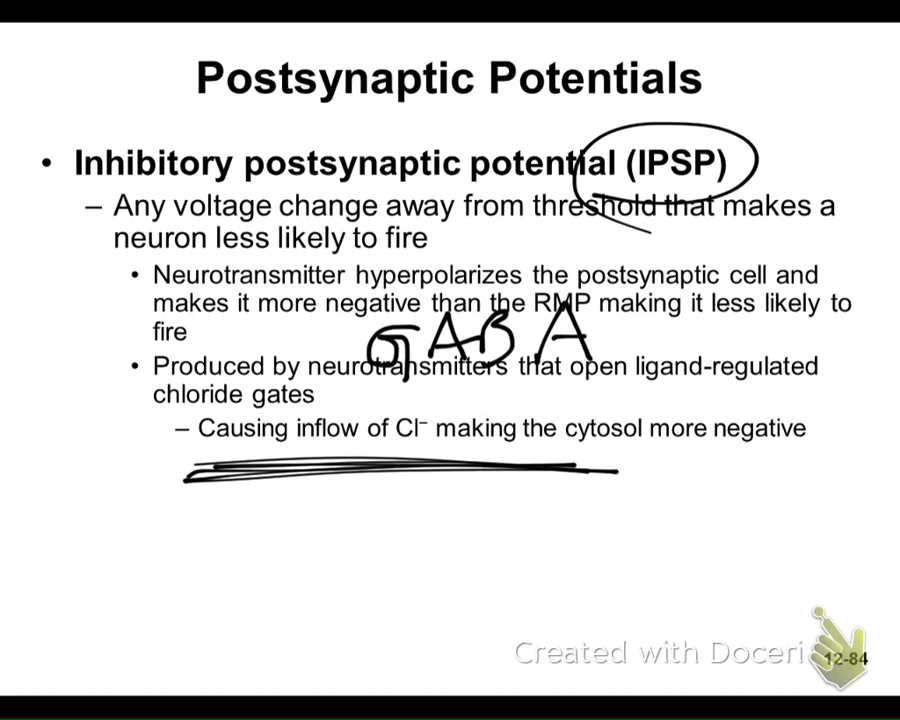 Postsynaptic Potentials
• Inhibitory postsynaptic potential (IPSP)
– Any voltage change away from threshold that makes a
neuron less likely to fire
• Neurotransmitter hyperpolarizes the postsynaptic cell and
makes it more negative than the RMP making it less likely to
fire
GABA
• Produced by neurotransmitters that open ligand-regulated
chloride gates
– Causing inflow of Cl⁻ making the cytosol more negative
Created with Doceri
12-84